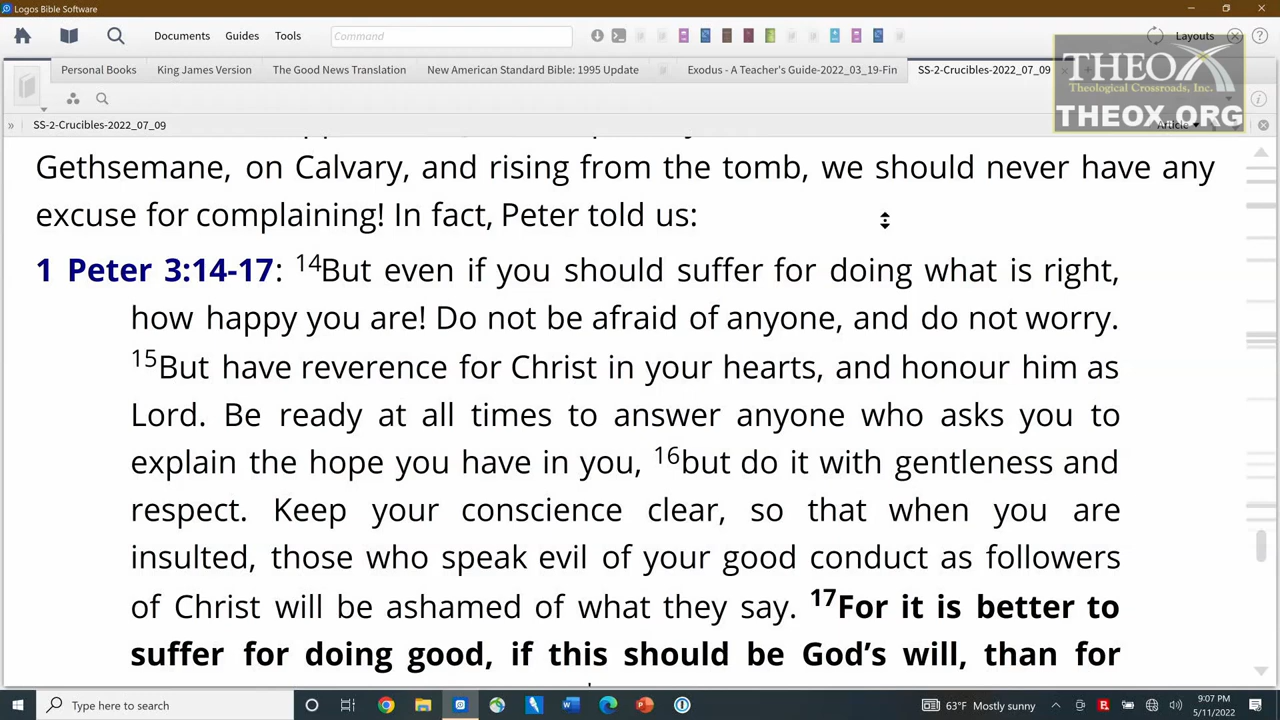 Logos Bible Software
Documents Guides Tools Command Layouts
Personal Books King James Version The Good News Trans New American Standard Bible: 1995 Update Exodus - A Teacher's Guide-2022_03_19-Fin SS-2-Crucibles-2022_07_09
THEOX
Theological Crossroads, Inc.
THEOX.ORG
SS-2-Crucibles-2022_07_09 Article
Gethsemane, on Calvary, and rising from the tomb, we should never have any
excuse for complaining! In fact, Peter told us:
1 Peter 3:14-17: 14But even if you should suffer for doing what is right,
how happy you are! Do not be afraid of anyone, and do not worry.
15But have reverence for Christ in your hearts, and honour him as
Lord. Be ready at all times to answer anyone who asks you to
explain the hope you have in you, 16but do it with gentleness and
respect. Keep your conscience clear, so that when you are
insulted, those who speak evil of your good conduct as followers
of Christ will be ashamed of what they say. 17For it is better to
suffer for doing good, if this should be God's will, than for
Type here to search 63°F Mostly sunny 9:07 PM
5/11/2022